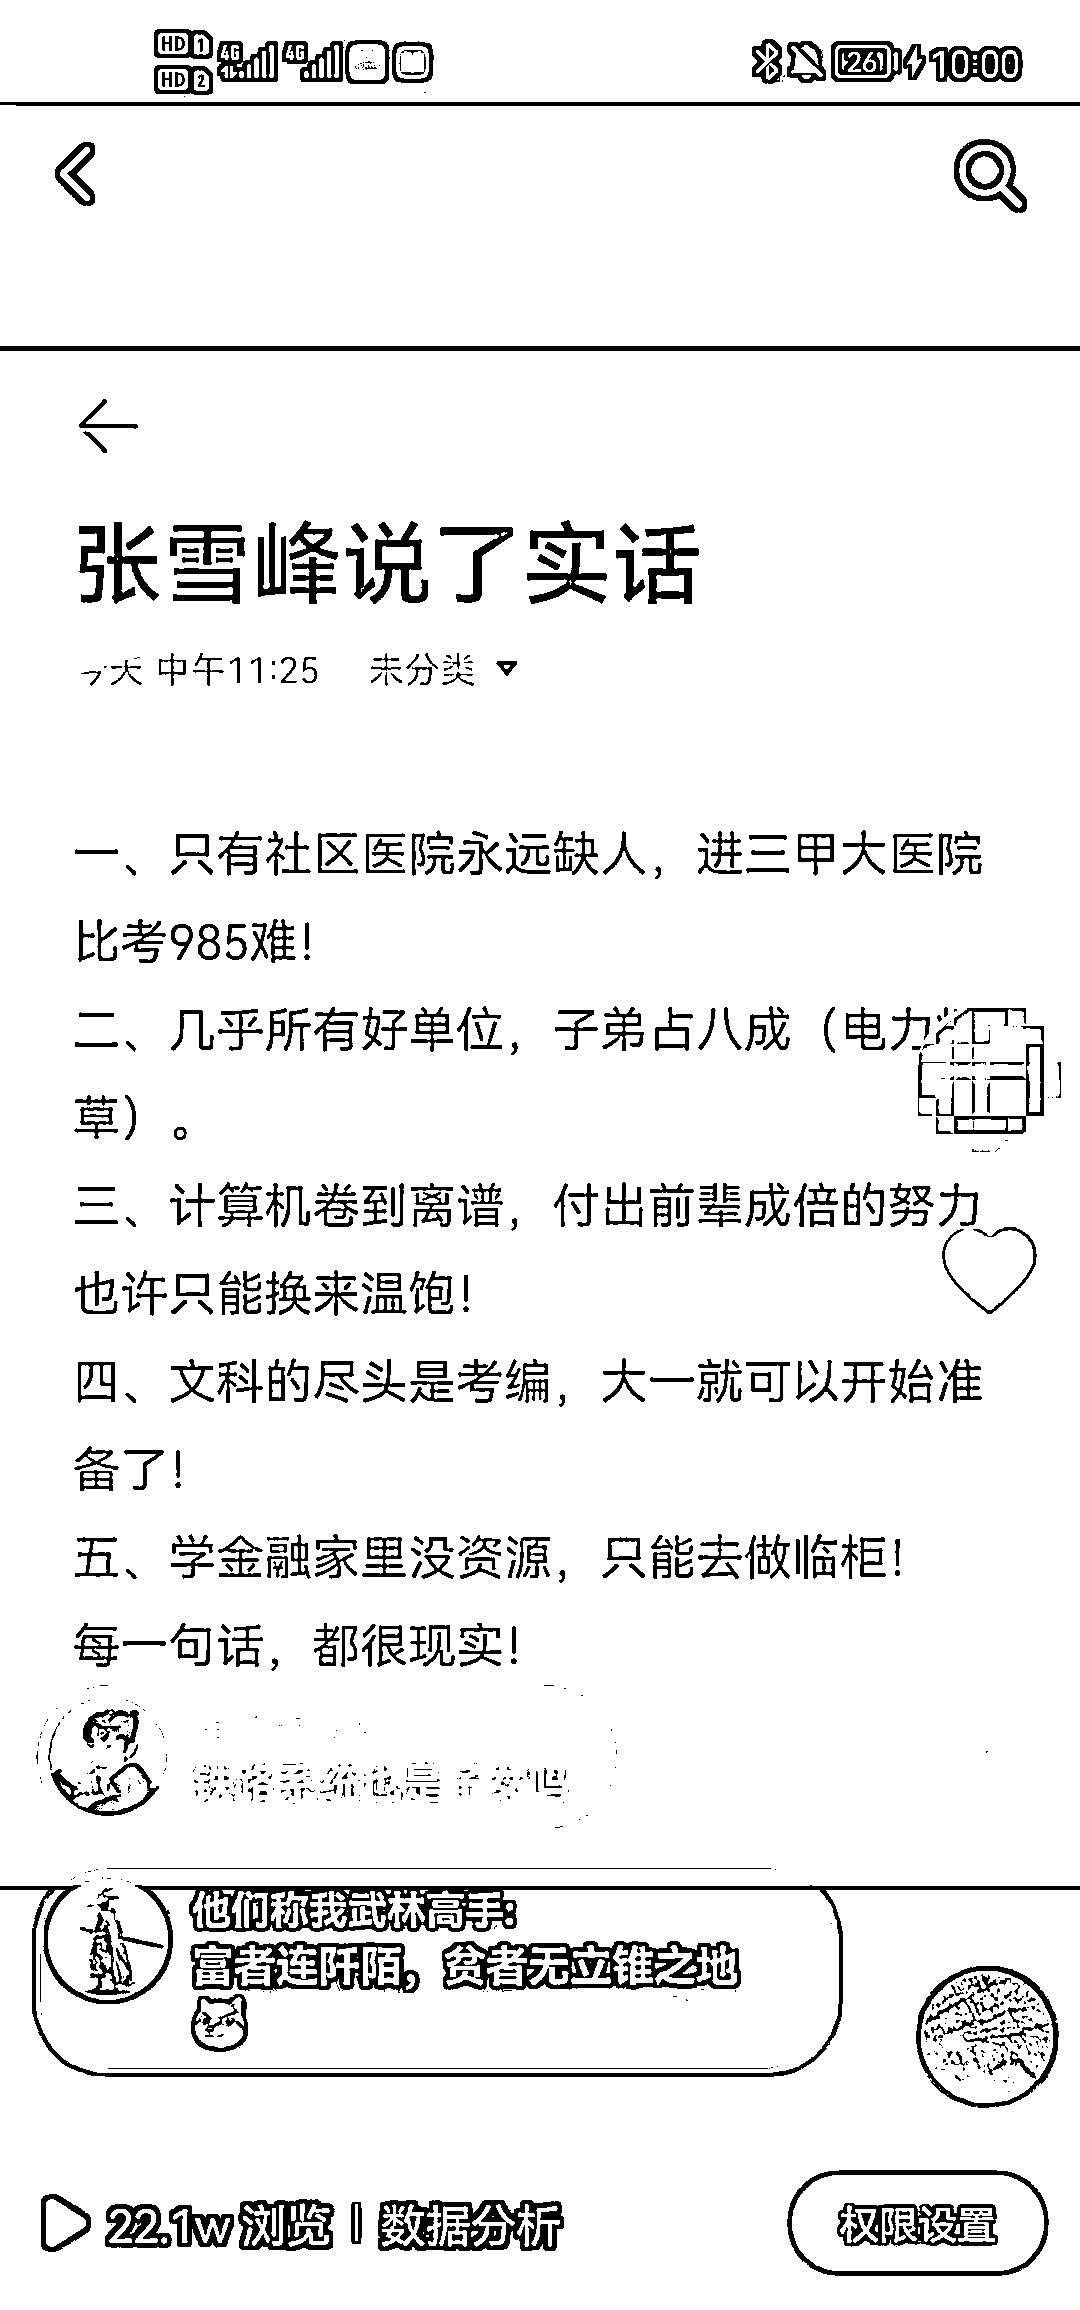 HD 1 4G 4G 26 10:00
HD 2
张雪峰说了实话
今天 中午11:25 未分类
一、只有社区医院永远缺人，进三甲大医院
比考985难！
二、几乎所有好单位，子弟占八成（电力
草）。
三、计算机卷到离谱，付出前辈成倍的努力
也许只能换来温饱！
四、文科的尽头是考编，大一就可以开始准
备了！
五、学金融家里没资源，只能去做临柜！
每一句话，都很现实！
铁路系统也是
他们称我武林高手:
富者连阡陌，贫者无立锥之地
22.1w 浏览 | 数据分析
权限设置